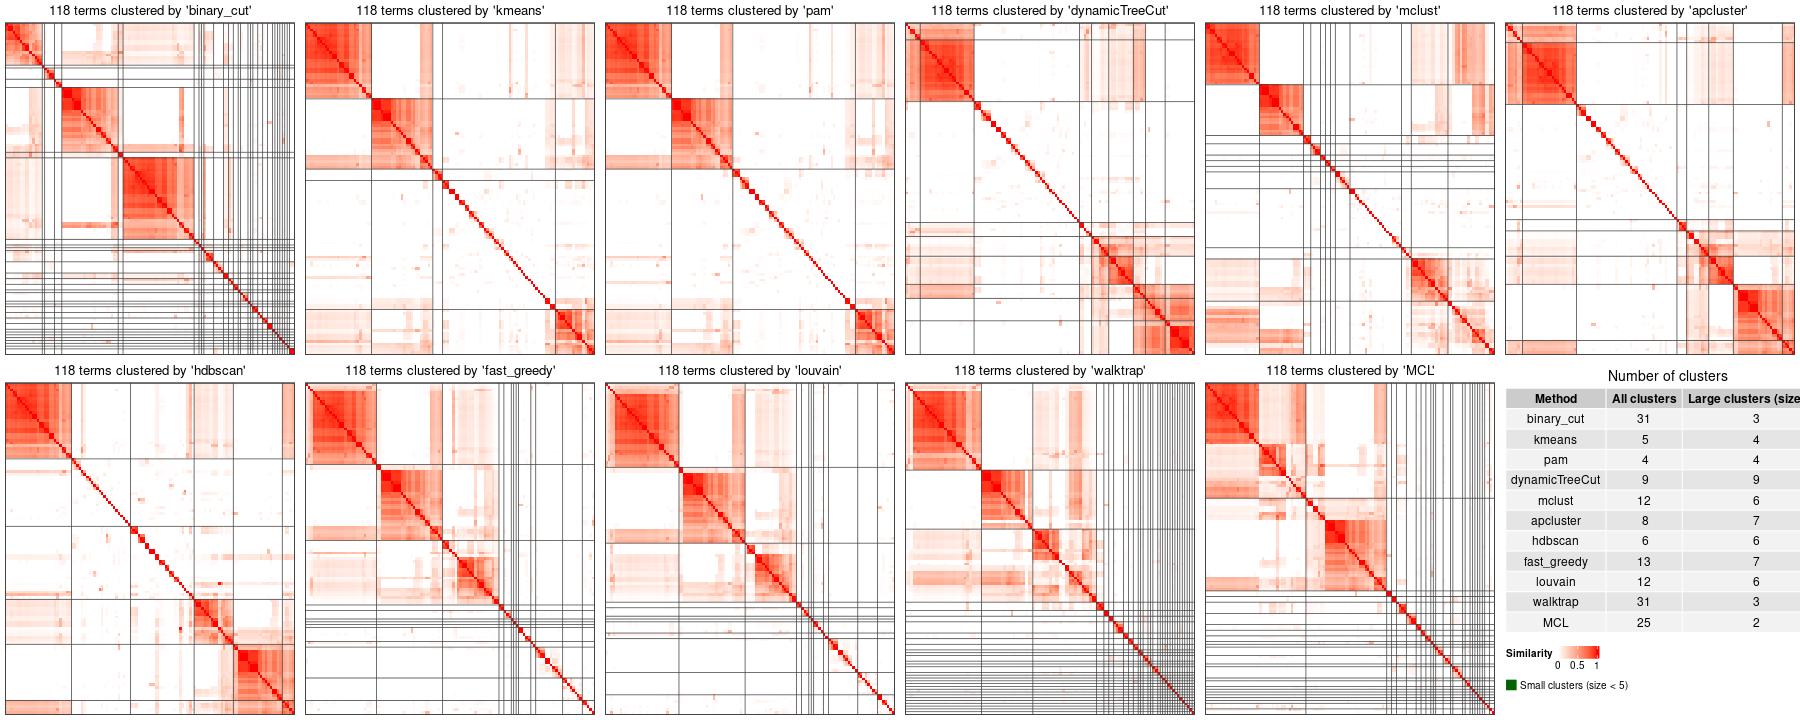 118 terms clustered by 'binary_cut'
118 terms clustered by 'kmeans'
118 terms clustered by 'pam'
118 terms clustered by 'dynamicTreeCut'
118 terms clustered by 'mclust'
118 terms clustered by 'apcluster'
118 terms clustered by 'hdbscan'
118 terms clustered by 'fast_greedy'
118 terms clustered by 'louvain'
118 terms clustered by 'walktrap'
118 terms clustered by 'MCL'
Number of clusters
Method All clusters Large clusters (size
binary_cut 31 3
kmeans 5 4
pam 4 4
dynamicTreeCut 9 9
mclust 12 6
apcluster 8 7
hdbscan 6 6
fast_greedy 13 7
louvain 12 6
walktrap 31 3
MCL 25 2
Similarity
0 0.5 1
Small clusters (size < 5)